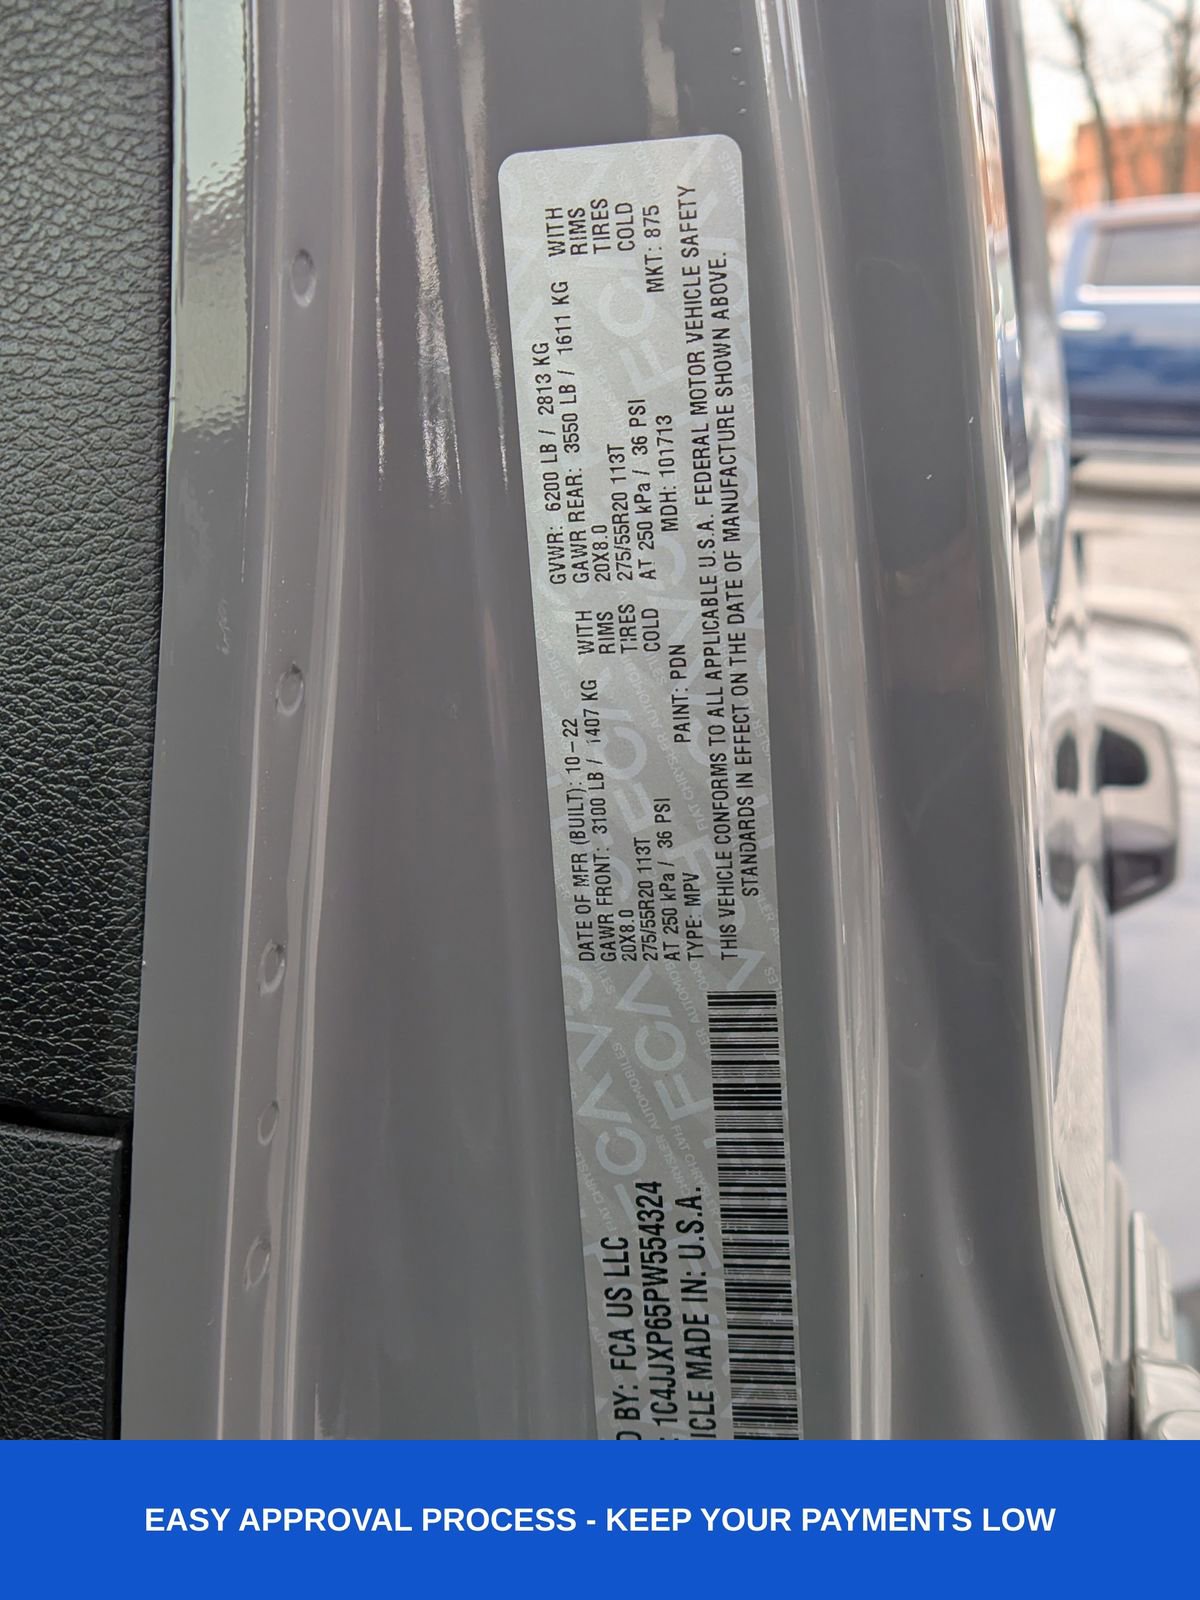 DATE OF MFR (BUILT): 10-22 GVWR: 6200 LB / 2813 KG
GAWR FRONT: 3100 LB / 1407 KG WITH GAWR REAR: 3550 LB / 1611 KG WITH
20X8.0 RIMS 20X8.0 RIMS
275/55R20 113T TIRES 275/55R20 113T TIRES
AT 250 kPa / 36 PSI COLD AT 250 kPa / 36 PSI COLD
TYPE: MPV PAINT: PDN MDH: 101713 MKT: 875
THIS VEHICLE CONFORMS TO ALL APPLICABLE U.S.A. FEDERAL MOTOR VEHICLE SAFETY
STANDARDS IN EFFECT ON THE DATE OF MANUFACTURE SHOWN ABOVE.
BY: FCA US LLC
1C4JJXP65PW554324
MADE IN: U.S.A.
EASY APPROVAL PROCESS - KEEP YOUR PAYMENTS LOW